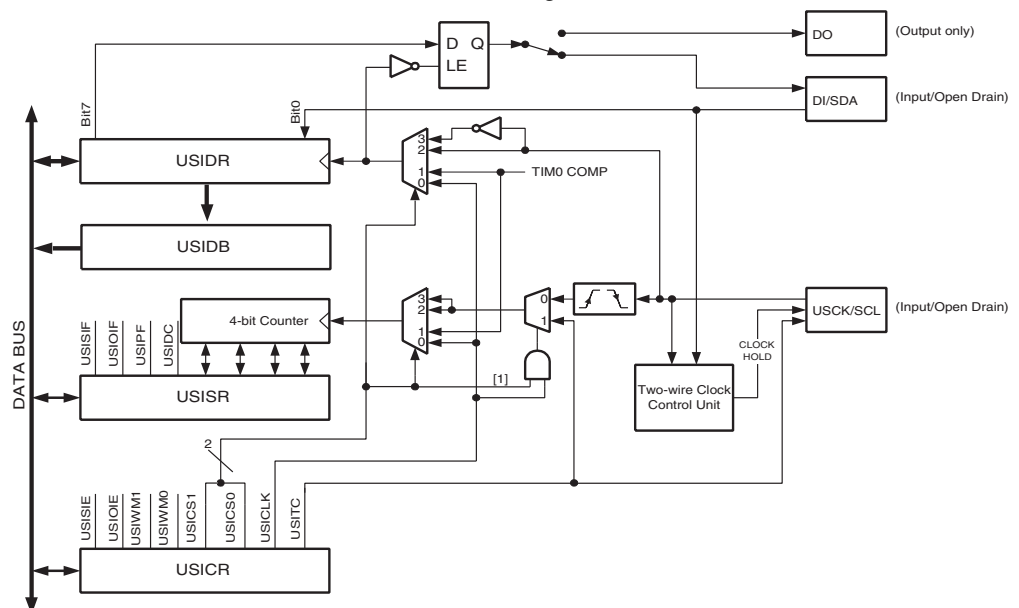 D Q
LE
DO
(Output only)
DI/SDA
(Input/Open Drain)
Bit7
Bit0
USIDR
3
2
1
0
TIM0 COMP
USIDB
DATA BUS
4-bit Counter
3
2
1
0
0
1
USCK/SCL
(Input/Open Drain)
CLOCK
HOLD
USISIF
USIOIF
USIPF
USIDC
[1]
USISR
Two-wire Clock
Control Unit
2
USISIE
USIOIE
USIWM1
USIWM0
USICS1
USICS0
USICLK
USITC
USICR